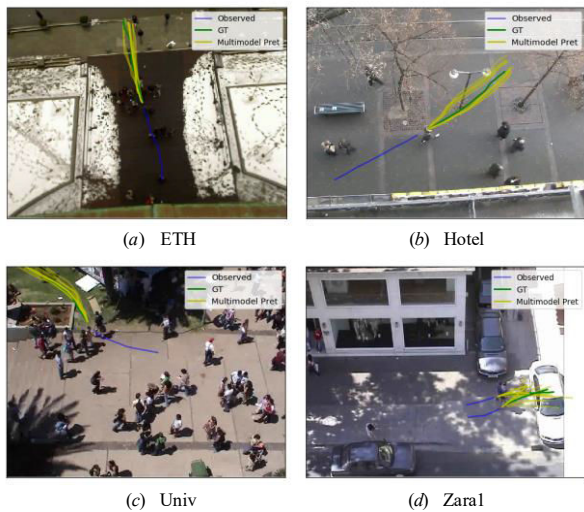 Observed
GT
Multimodel Pret
Observed
GT
Multimodel Pret
(a) ETH
(b) Hotel
Observed
GT
Multimodel Pret
Observed
GT
Multimodel Pret
(c) Univ
(d) Zara1